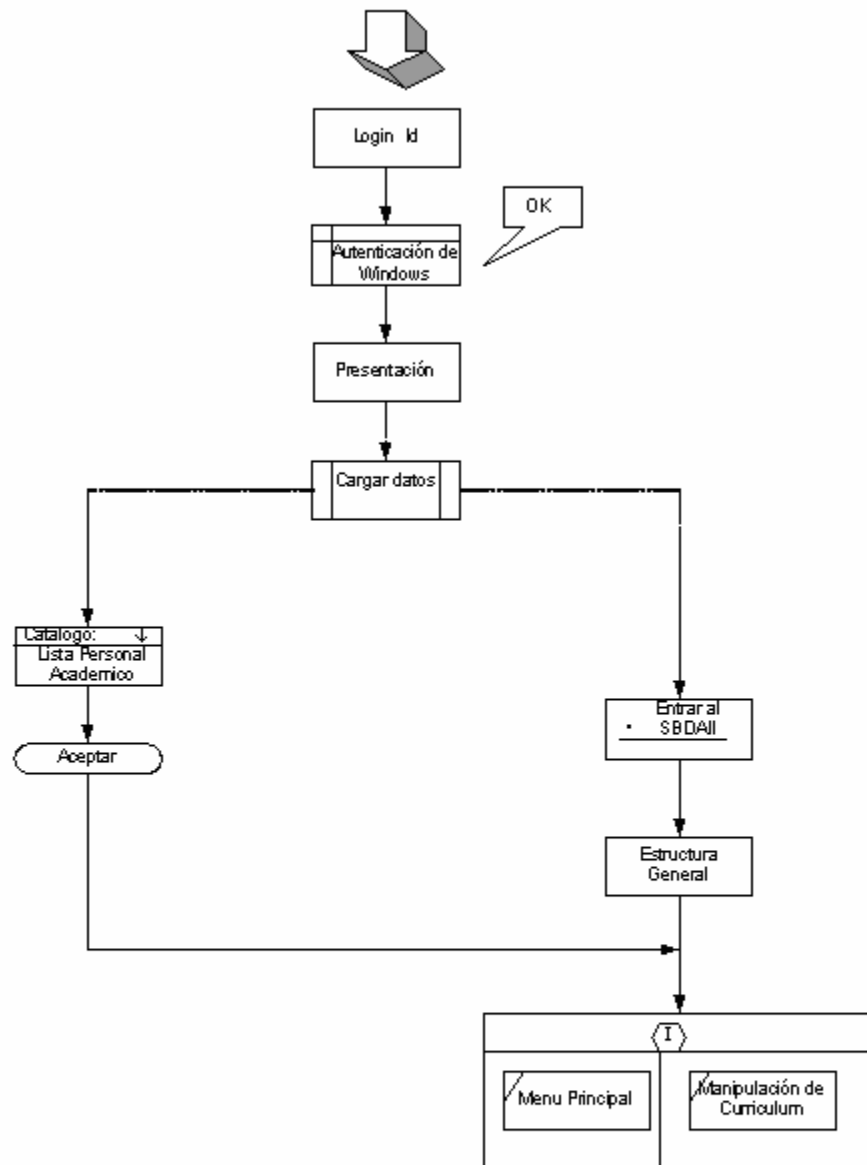 Login Id
OK
Autenticación de
Windows
Presentación
Cargar datos
Catalogo: ↓
Lista Personal
Academico
Aceptar
Entrar al
SBDAII
Estructura
General
I
Menu Principal
Manipulación de
Curriculum